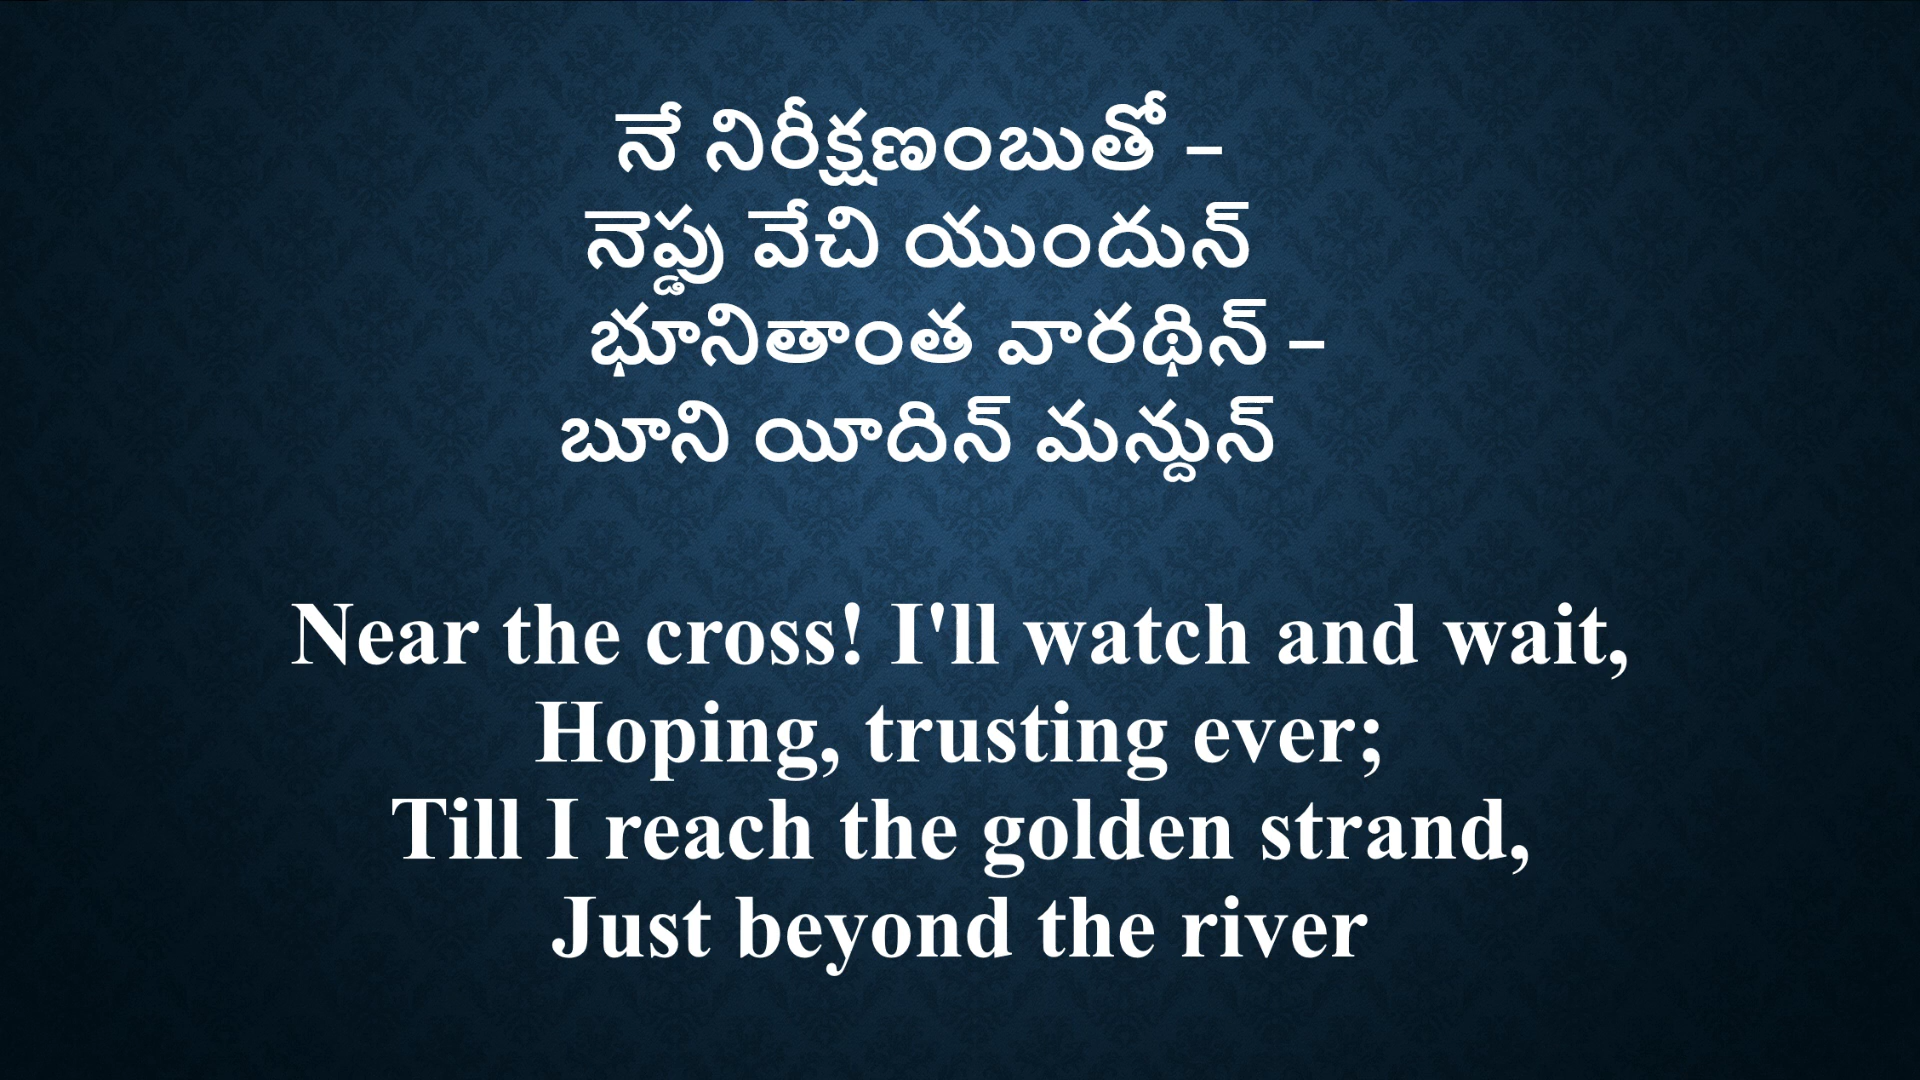 నే నిరీక్షణంబుతో –
నెప్డు వేచి యుందున్
భూనితాంత వారథిన్ –
బూని యీదిన్ మన్దున్
Near the cross! I'll watch and wait,
Hoping, trusting ever;
Till I reach the golden strand,
Just beyond the river